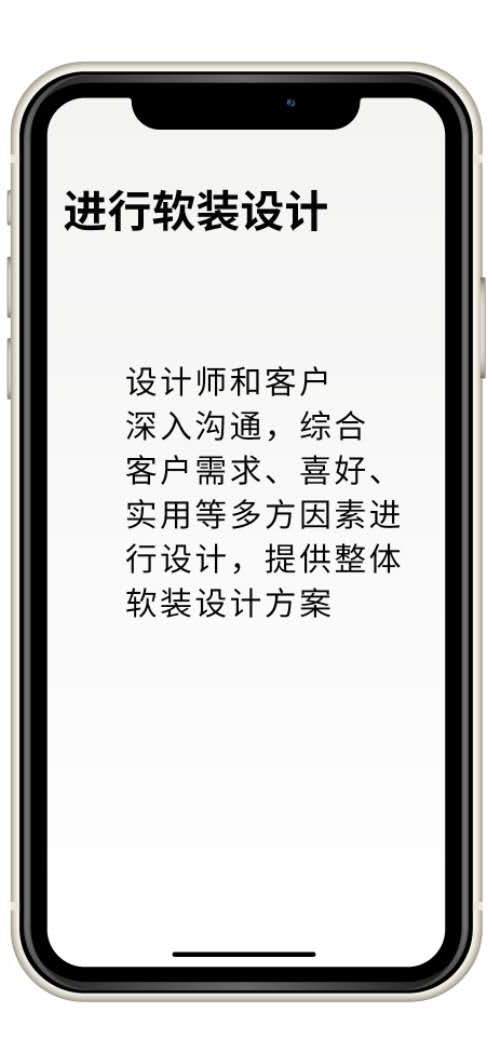 进行软装设计
设计师和客户
深入沟通，综合
客户需求、喜好、
实用等多方因素进
行设计，提供整体
软装设计方案